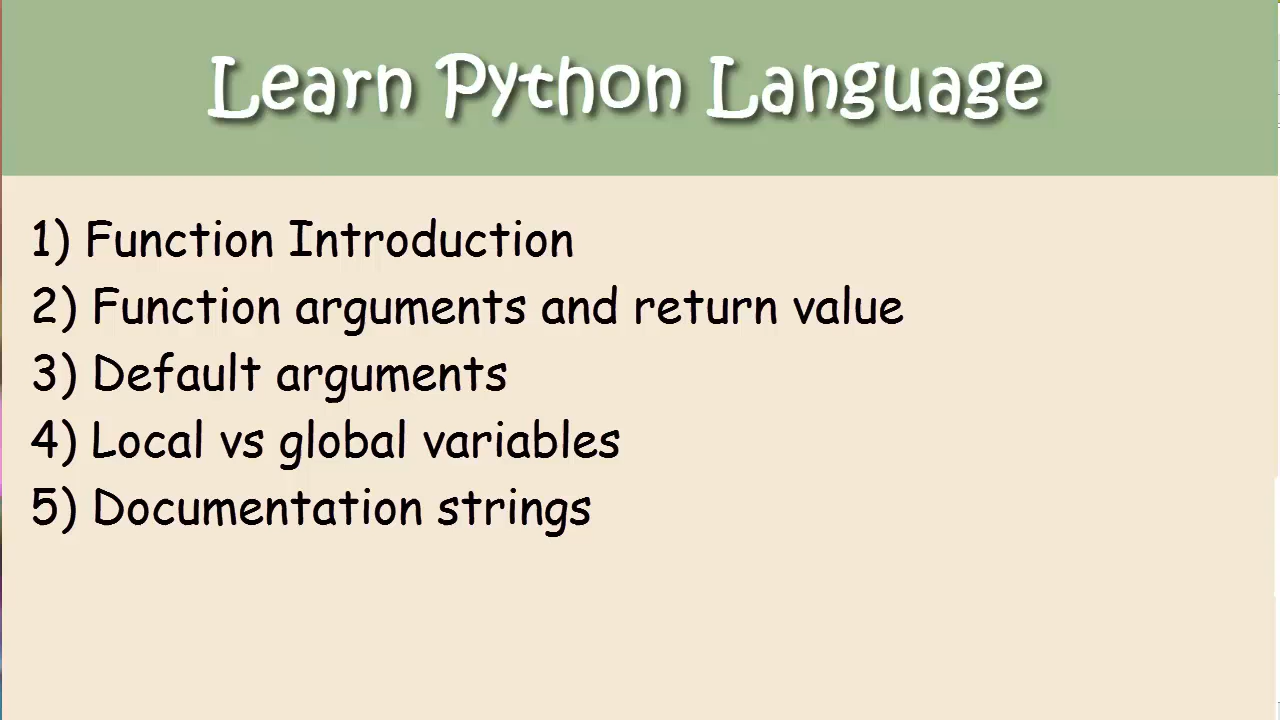 Learn Python Language
1) Function Introduction
2) Function arguments and return value
3) Default arguments
4) Local vs global variables
5) Documentation strings